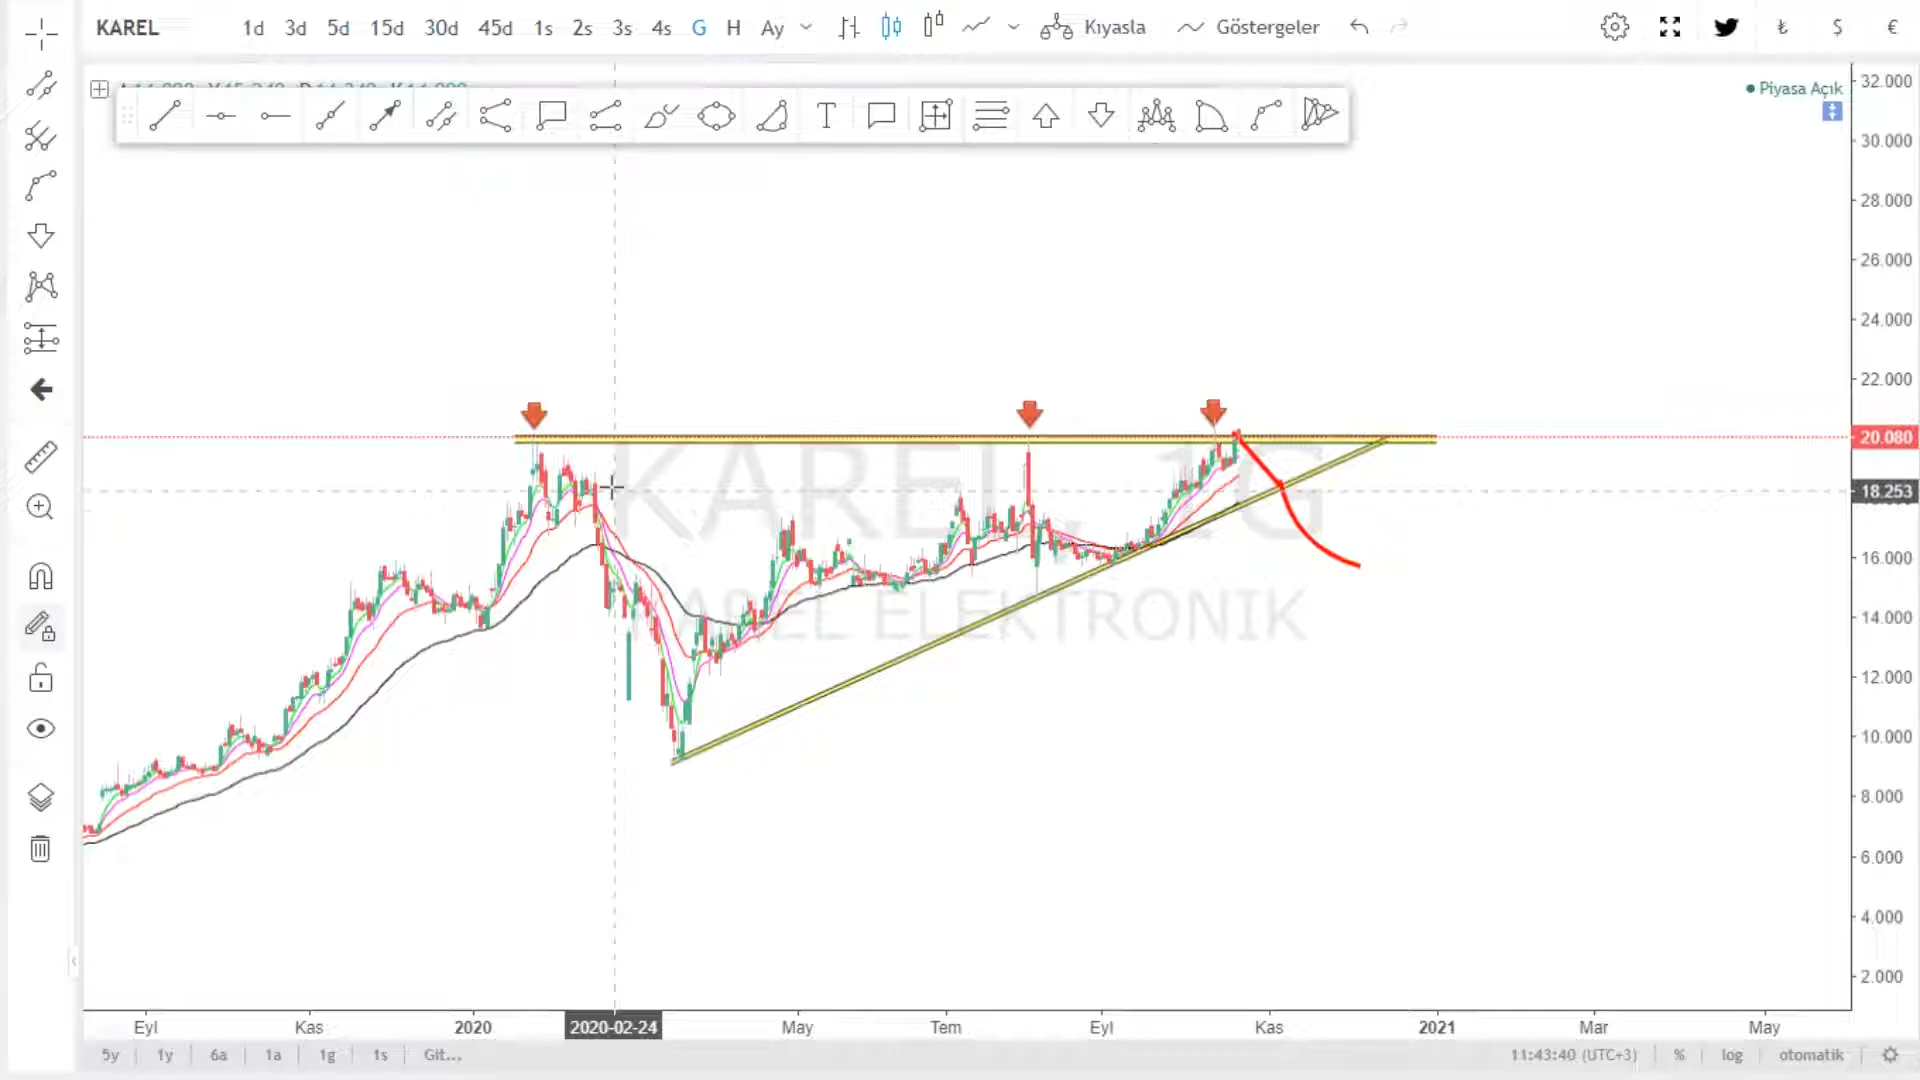 KAREL 1d 3d 5d 15d 30d 45d 1s 2s 3s 4s G H Ay Kıyasla Göstergeler ₺ $ €
Piyasa Açık
32.000
30.000
28.000
26.000
24.000
22.000
20.080
18.253
16.000
14.000
12.000
10.000
8.000
6.000
4.000
2.000
KAREL, 1G
KAREL ELEKTRONIK
Eyl Kas 2020 2020-02-24 May Tem Eyl Kas 2021 Mar May
5y 1y 6a 1a 1g 1s Git... 11:43:40 (UTC+3) % log otomatik